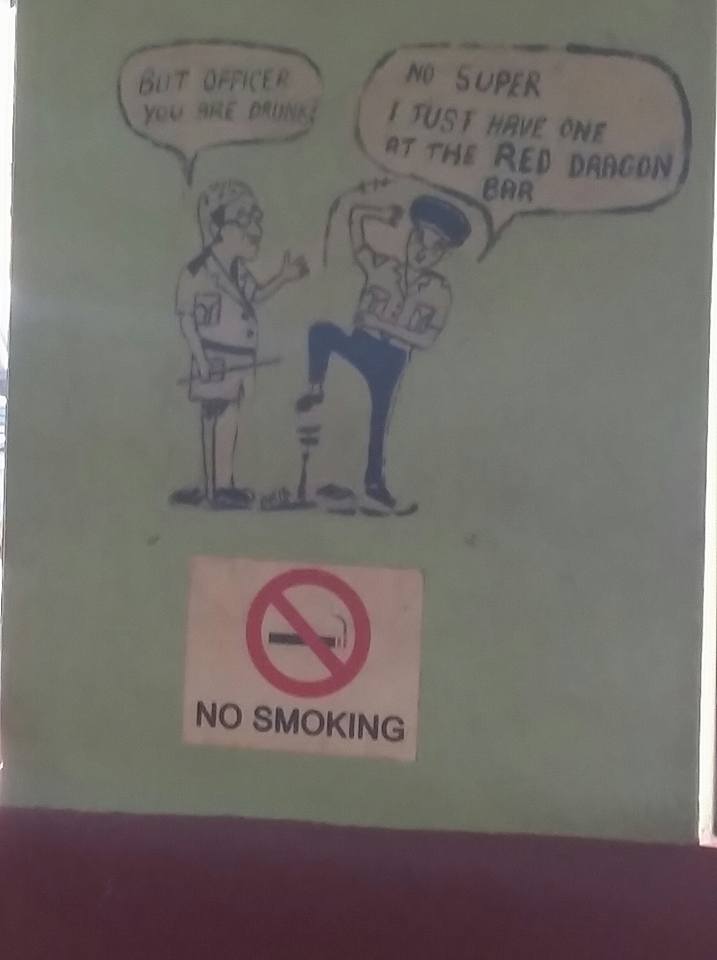 BUT OFFICER
YOU ARE DRUNK!
NO SUPER
I JUST HAVE ONE
AT THE RED DRAGON
BAR
NO SMOKING